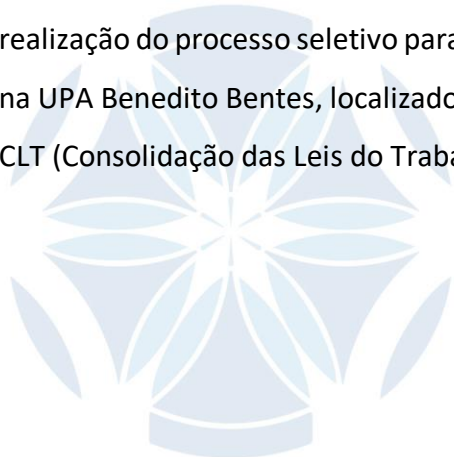 realização do processo seletivo para
na UPA Benedito Bentes, localizado
CLT (Consolidação das Leis do Traba